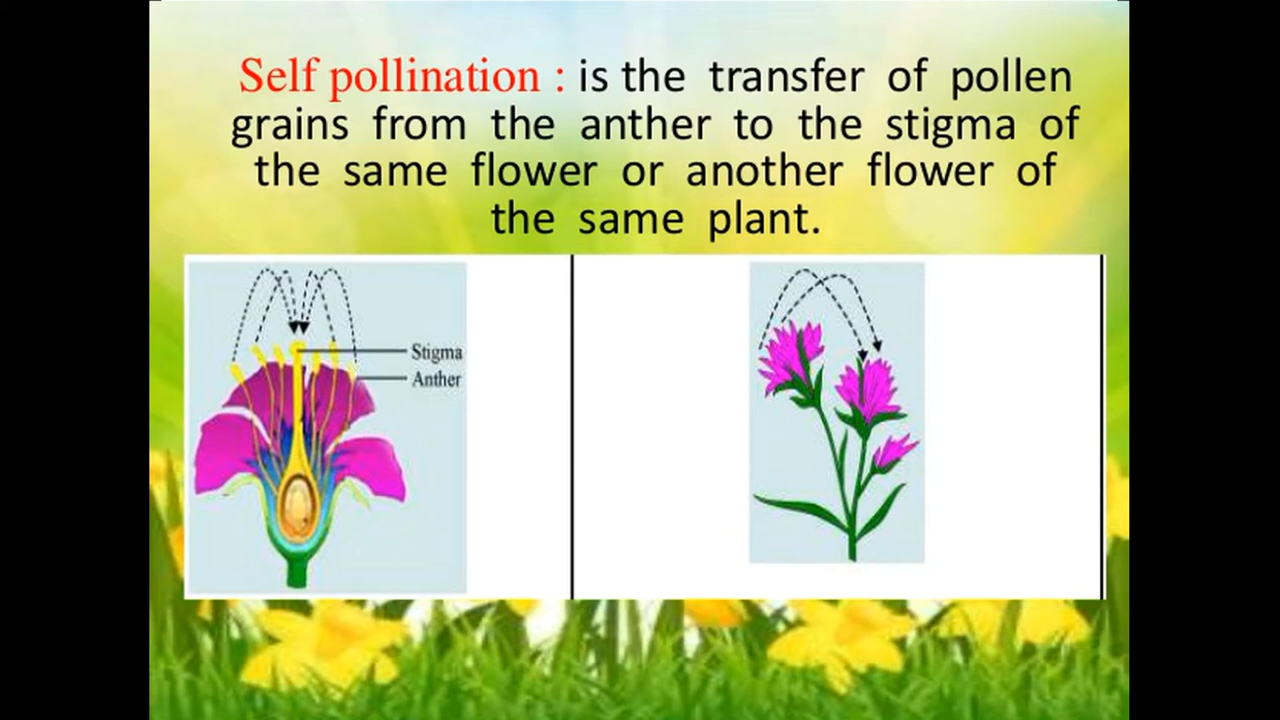 Self pollination : is the transfer of pollen
grains from the anther to the stigma of
the same flower or another flower of
the same plant.
Stigma
Anther